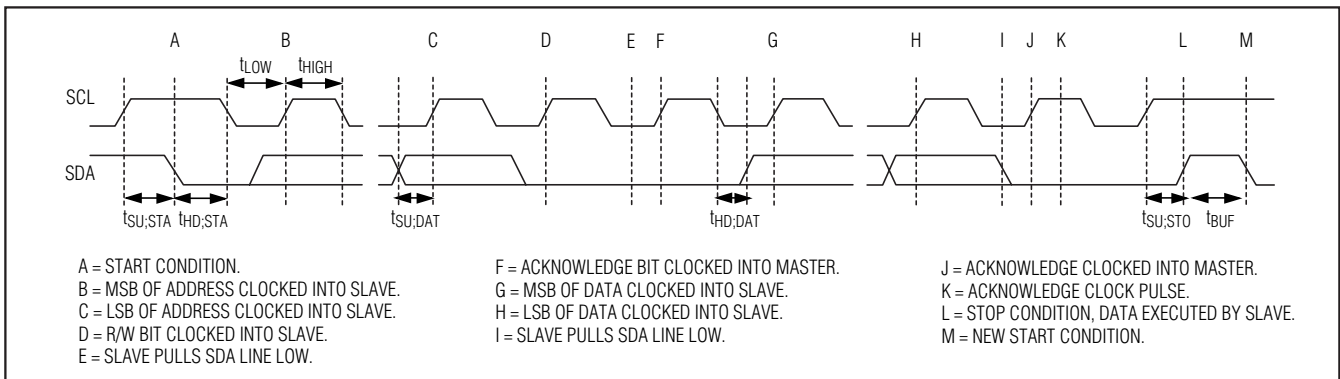 A B C D E F G H I J K L M
tLOW tHIGH
SCL
SDA
tSU;STA tHD;STA tSU;DAT tHD;DAT tSU;STO tBUF
A = START CONDITION.
B = MSB OF ADDRESS CLOCKED INTO SLAVE.
C = LSB OF ADDRESS CLOCKED INTO SLAVE.
D = R/W BIT CLOCKED INTO SLAVE.
E = SLAVE PULLS SDA LINE LOW.
F = ACKNOWLEDGE BIT CLOCKED INTO MASTER.
G = MSB OF DATA CLOCKED INTO SLAVE.
H = LSB OF DATA CLOCKED INTO SLAVE.
I = SLAVE PULLS SDA LINE LOW.
J = ACKNOWLEDGE CLOCKED INTO MASTER.
K = ACKNOWLEDGE CLOCK PULSE.
L = STOP CONDITION, DATA EXECUTED BY SLAVE.
M = NEW START CONDITION.